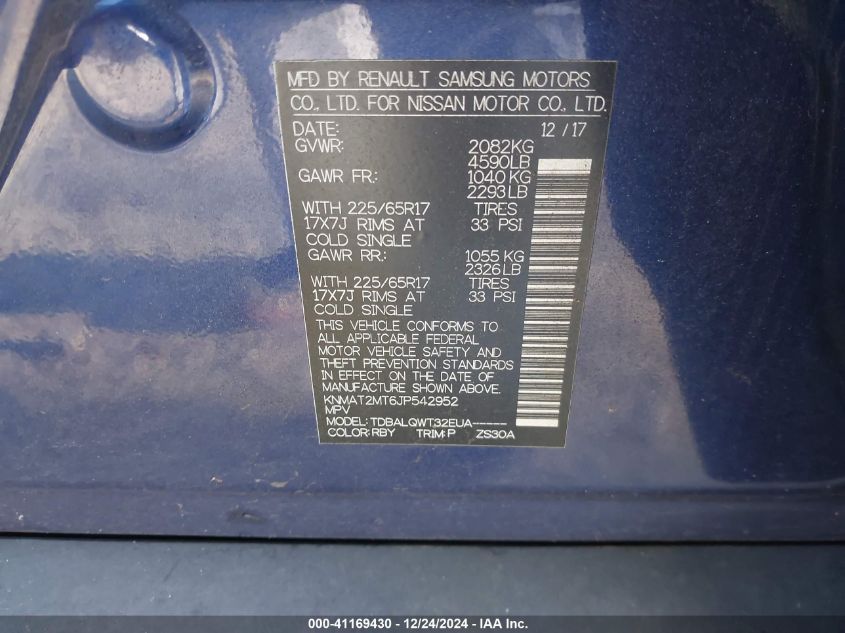 MFD BY RENAULT SAMSUNG MOTORS
CO., LTD. FOR NISSAN MOTOR CO., LTD.
DATE: 12 / 17
GVWR: 2082KG
4590LB
GAWR FR.: 1040 KG
2293 LB
WITH 225/65R17 TIRES
17X7J RIMS AT 33 PSI
COLD SINGLE
GAWR RR.: 1055 KG
2326 LB
WITH 225/65R17 TIRES
17X7J RIMS AT 33 PSI
COLD SINGLE
THIS VEHICLE CONFORMS TO
ALL APPLICABLE FEDERAL
MOTOR VEHICLE SAFETY AND
THEFT PREVENTION STANDARDS
IN EFFECT ON THE DATE OF
MANUFACTURE SHOWN ABOVE.
KNMAT2MT6JP542952
MPV
MODEL: TDBALQWT32EUA-----
COLOR: RBY TRIM: P ZS30A
000-41169430 - 12/24/2024 - IAA Inc.